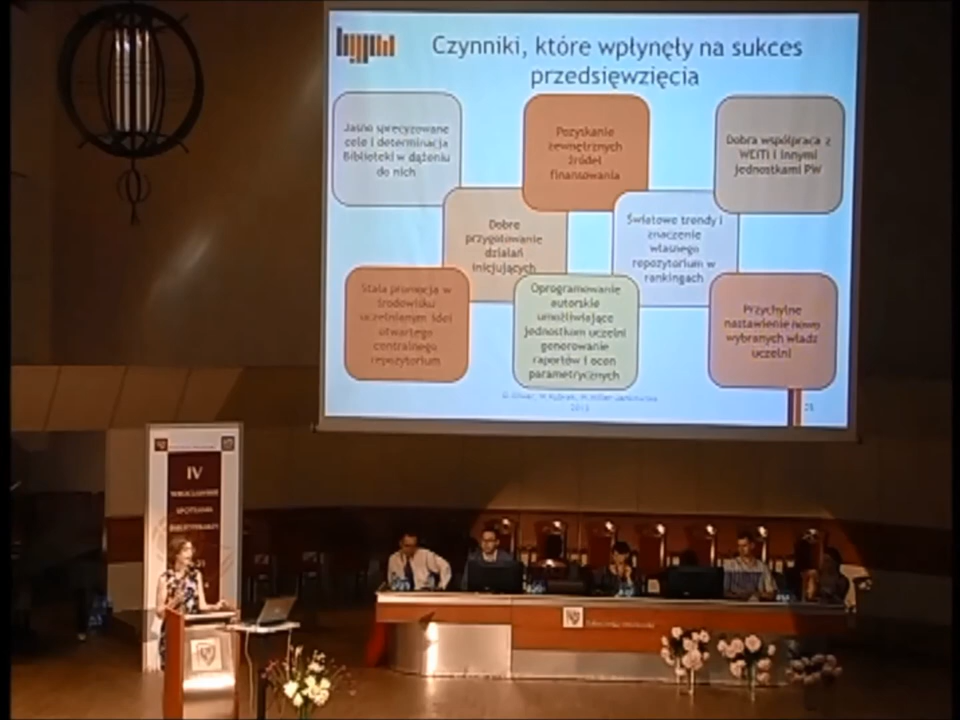 Czynniki, które wpłynęły na sukces
przedsięwzięcia
Jasno sprecyzowane
cele i determinacja
Biblioteki w dążeniu
do nich
Pozyskanie
zewnętrznych
źródeł
finansowania
Dobra współpraca z
WEiTI i innymi
jednostkami PW
Dobre
przygotowanie
działań
inicjujących
Światowe trendy i
znaczenie
własnego
repozytorium w
rankingach
Stała promocja w
środowisku
uczelnianym idei
otwartego
centralnego
repozytorium
Oprogramowanie
autorskie
umożliwiające
jednostkom uczelni
generowanie
raportów i ocen
parametrycznych
Przychylne
nastawienie nowo
wybranych władz
uczelni
IV
WROCŁAWSKIE
SPOTKANIA
BIBLIOTEKARZY